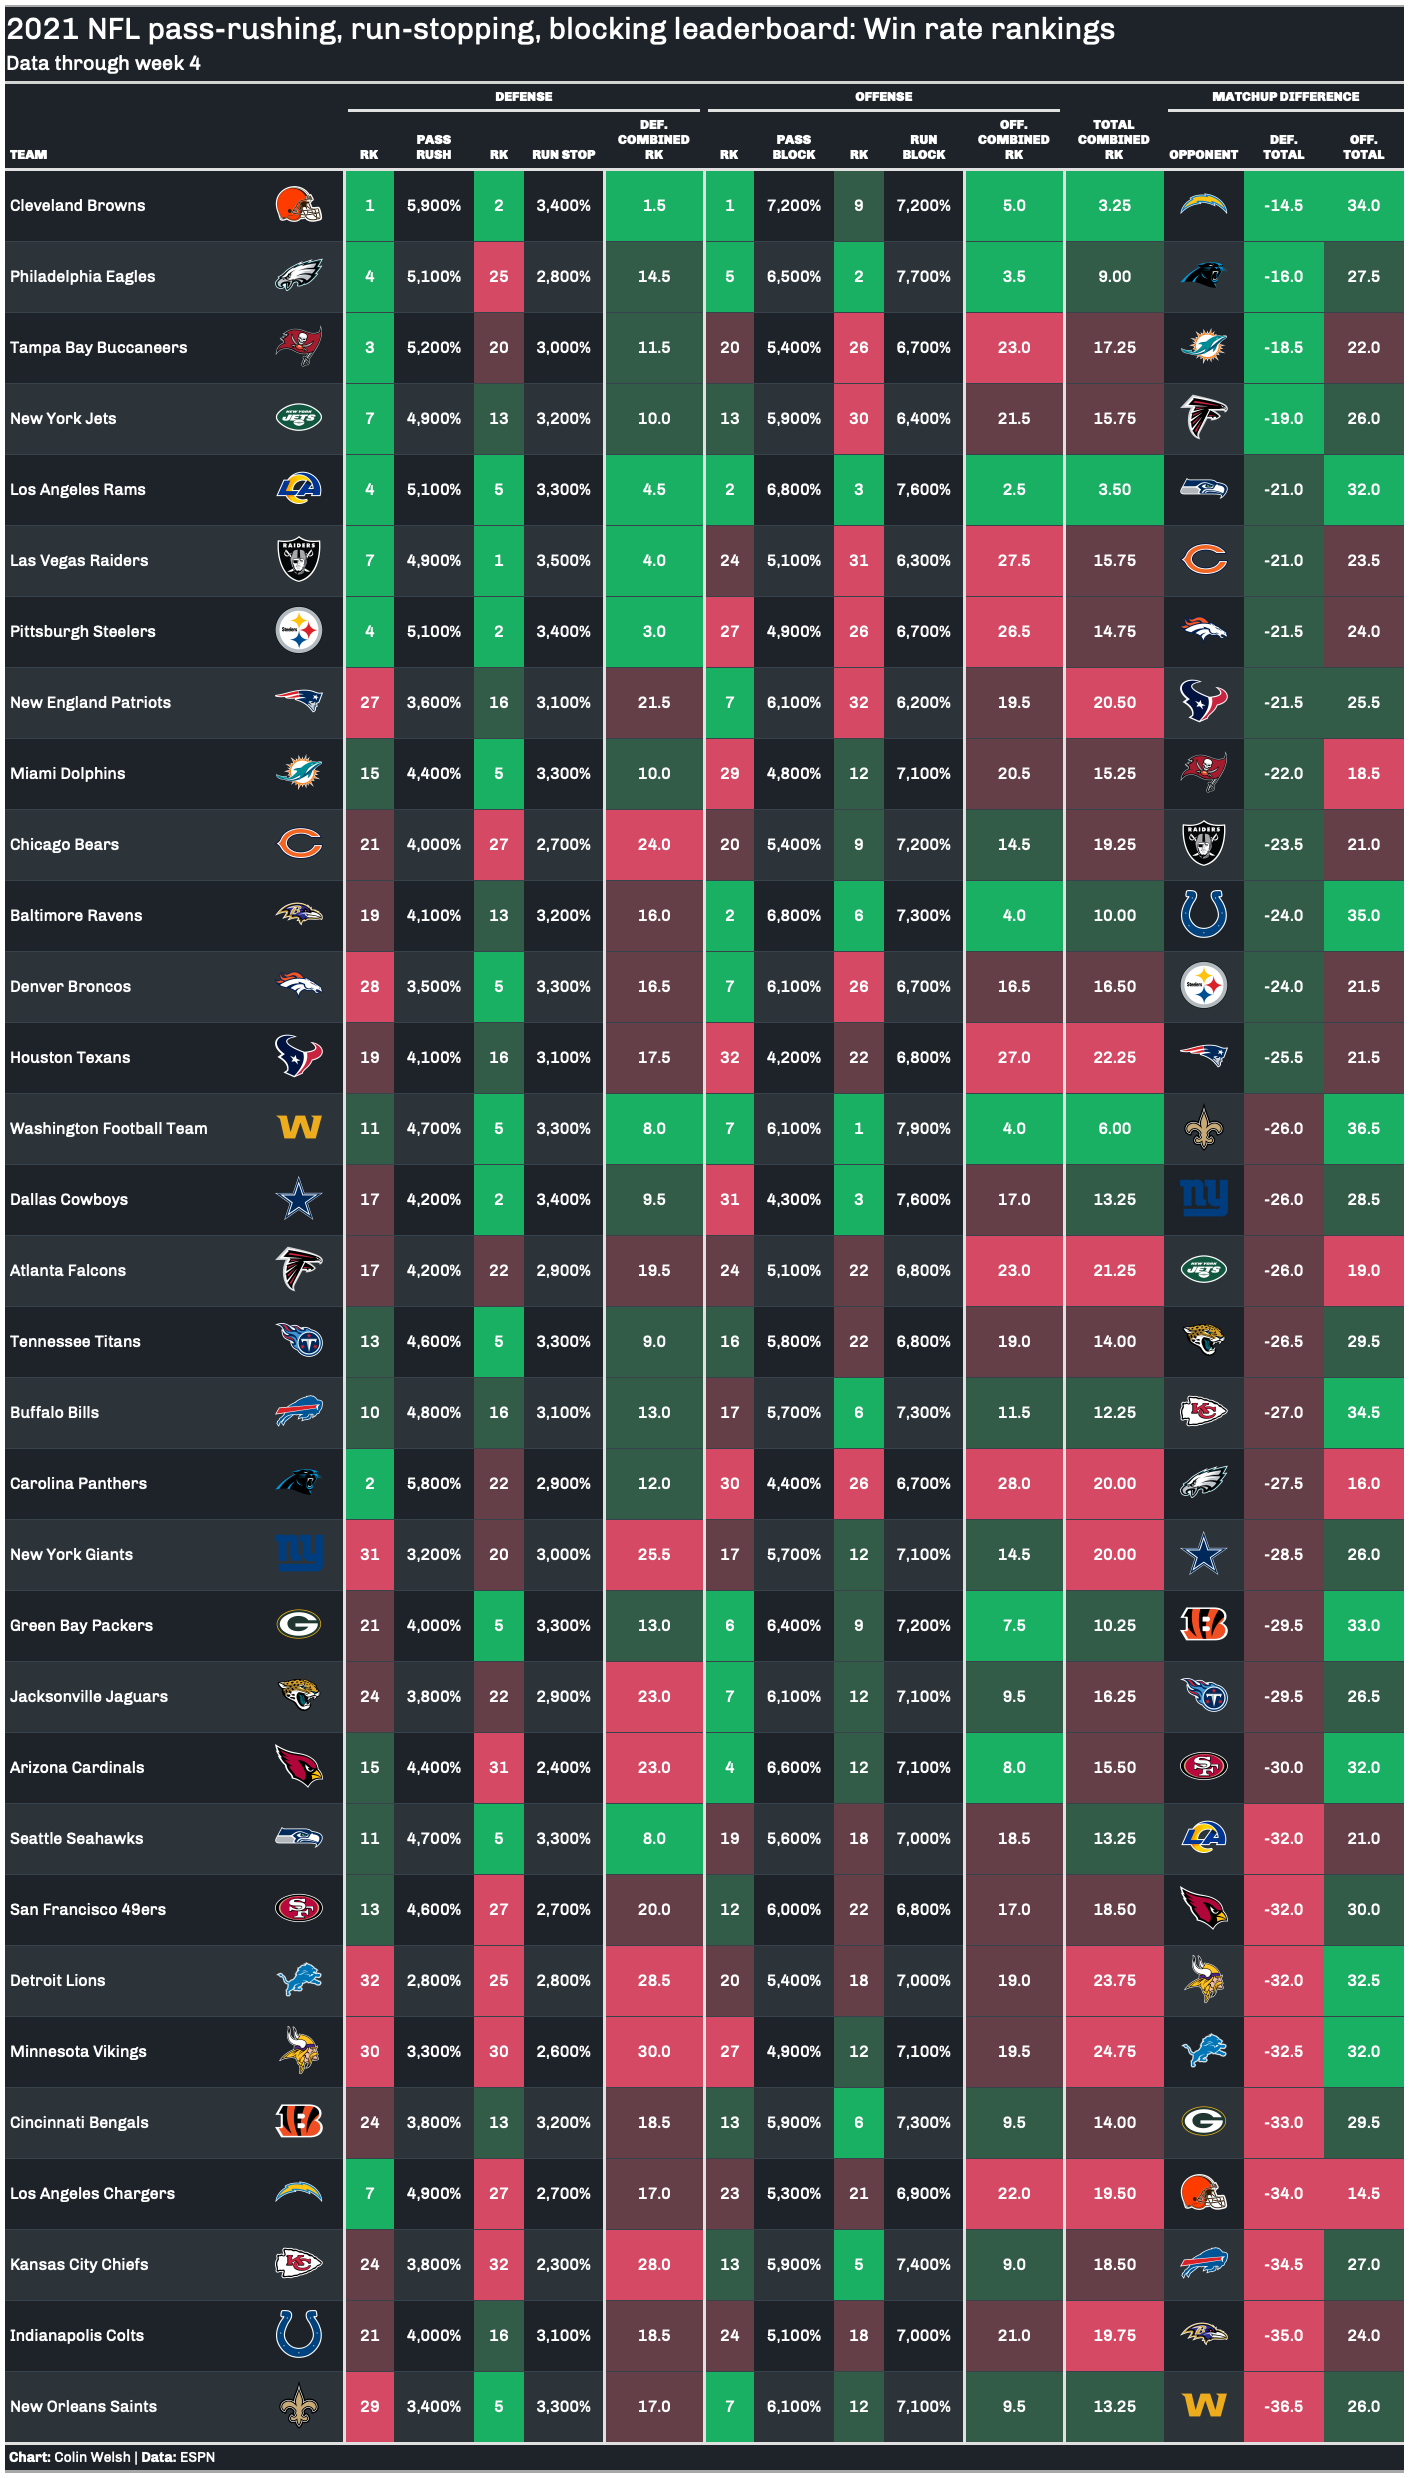 2021 NFL pass-rushing, run-stopping, blocking leaderboard: Win rate rankings
Data through week 4
DEFENSE OFFENSE MATCHUP DIFFERENCE
TEAM RK PASS RUSH RK RUN STOP DEF. COMBINED RK RK PASS BLOCK RK RUN BLOCK OFF. COMBINED RK TOTAL COMBINED RK OPPONENT DEF. TOTAL OFF. TOTAL
Cleveland Browns 1 5,900% 2 3,400% 1.5 1 7,200% 9 7,200% 5.0 3.25 -14.5 34.0
Philadelphia Eagles 4 5,100% 25 2,800% 14.5 5 6,500% 2 7,700% 3.5 9.00 -16.0 27.5
Tampa Bay Buccaneers 3 5,200% 20 3,000% 11.5 20 5,400% 26 6,700% 23.0 17.25 -18.5 22.0
New York Jets NEW YORK JETS 7 4,900% 13 3,200% 10.0 13 5,900% 30 6,400% 21.5 15.75 -19.0 26.0
Los Angeles Rams LA 4 5,100% 5 3,300% 4.5 2 6,800% 3 7,600% 2.5 3.50 -21.0 32.0
Las Vegas Raiders RAIDERS 7 4,900% 1 3,500% 4.0 24 5,100% 31 6,300% 27.5 15.75 C -21.0 23.5
Pittsburgh Steelers Steelers 4 5,100% 2 3,400% 3.0 27 4,900% 26 6,700% 26.5 14.75 -21.5 24.0
New England Patriots 27 3,600% 16 3,100% 21.5 7 6,100% 32 6,200% 19.5 20.50 -21.5 25.5
Miami Dolphins 15 4,400% 5 3,300% 10.0 29 4,800% 12 7,100% 20.5 15.25 -22.0 18.5
Chicago Bears C 21 4,000% 27 2,700% 24.0 20 5,400% 9 7,200% 14.5 19.25 RAIDERS -23.5 21.0
Baltimore Ravens B 19 4,100% 13 3,200% 16.0 2 6,800% 6 7,300% 4.0 10.00 -24.0 35.0
Denver Broncos 28 3,500% 5 3,300% 16.5 7 6,100% 26 6,700% 16.5 16.50 Steelers -24.0 21.5
Houston Texans 19 4,100% 16 3,100% 17.5 32 4,200% 22 6,800% 27.0 22.25 -25.5 21.5
Washington Football Team W 11 4,700% 5 3,300% 8.0 7 6,100% 1 7,900% 4.0 6.00 -26.0 36.5
Dallas Cowboys 17 4,200% 2 3,400% 9.5 31 4,300% 3 7,600% 17.0 13.25 ny -26.0 28.5
Atlanta Falcons 17 4,200% 22 2,900% 19.5 24 5,100% 22 6,800% 23.0 21.25 NEW YORK JETS -26.0 19.0
Tennessee Titans T 13 4,600% 5 3,300% 9.0 16 5,800% 22 6,800% 19.0 14.00 -26.5 29.5
Buffalo Bills 10 4,800% 16 3,100% 13.0 17 5,700% 6 7,300% 11.5 12.25 KC -27.0 34.5
Carolina Panthers 2 5,800% 22 2,900% 12.0 30 4,400% 26 6,700% 28.0 20.00 -27.5 16.0
New York Giants ny 31 3,200% 20 3,000% 25.5 17 5,700% 12 7,100% 14.5 20.00 -28.5 26.0
Green Bay Packers G 21 4,000% 5 3,300% 13.0 6 6,400% 9 7,200% 7.5 10.25 B -29.5 33.0
Jacksonville Jaguars 24 3,800% 22 2,900% 23.0 7 6,100% 12 7,100% 9.5 16.25 T -29.5 26.5
Arizona Cardinals 15 4,400% 31 2,400% 23.0 4 6,600% 12 7,100% 8.0 15.50 SF -30.0 32.0
Seattle Seahawks 11 4,700% 5 3,300% 8.0 19 5,600% 18 7,000% 18.5 13.25 LA -32.0 21.0
San Francisco 49ers SF 13 4,600% 27 2,700% 20.0 12 6,000% 22 6,800% 17.0 18.50 -32.0 30.0
Detroit Lions 32 2,800% 25 2,800% 28.5 20 5,400% 18 7,000% 19.0 23.75 -32.0 32.5
Minnesota Vikings 30 3,300% 30 2,600% 30.0 27 4,900% 12 7,100% 19.5 24.75 -32.5 32.0
Cincinnati Bengals B 24 3,800% 13 3,200% 18.5 13 5,900% 6 7,300% 9.5 14.00 G -33.0 29.5
Los Angeles Chargers 7 4,900% 27 2,700% 17.0 23 5,300% 21 6,900% 22.0 19.50 -34.0 14.5
Kansas City Chiefs KC 24 3,800% 32 2,300% 28.0 13 5,900% 5 7,400% 9.0 18.50 -34.5 27.0
Indianapolis Colts 21 4,000% 16 3,100% 18.5 24 5,100% 18 7,000% 21.0 19.75 B -35.0 24.0
New Orleans Saints 29 3,400% 5 3,300% 17.0 7 6,100% 12 7,100% 9.5 13.25 W -36.5 26.0
Chart: Colin Welsh | Data: ESPN